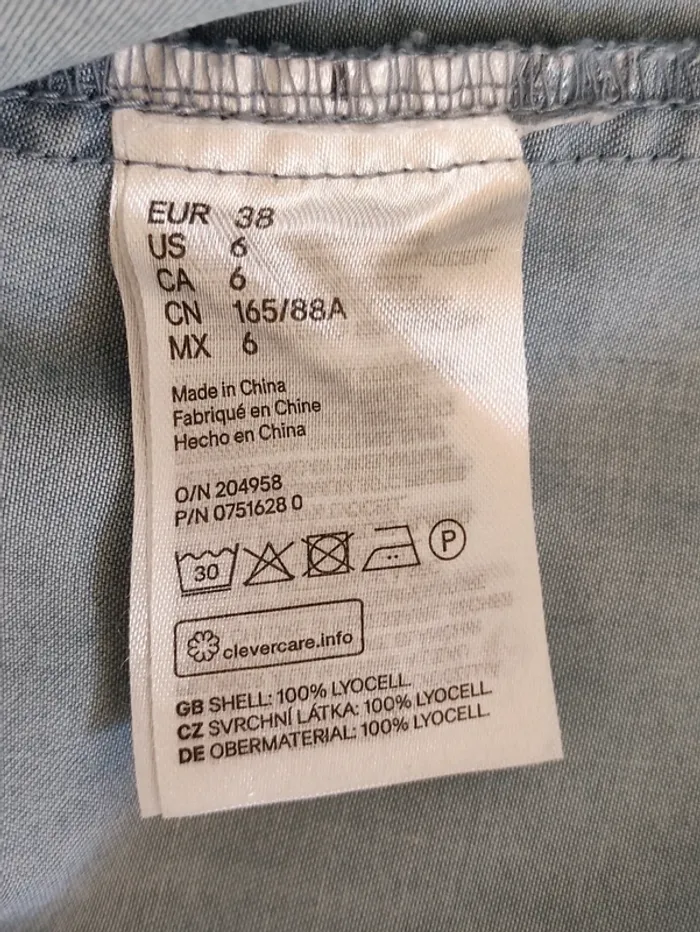 EUR 38
US 6
CA 6
CN 165/88A
MX 6
Made in China
Fabriqué en Chine
Hecho en China
O/N 204958
P/N 0751628 0
30
P
clevercare.info
GB SHELL: 100% LYOCELL
CZ SVRCHNÍ LÁTKA: 100% LYOCELL
DE OBERMATERIAL: 100% LYOCELL